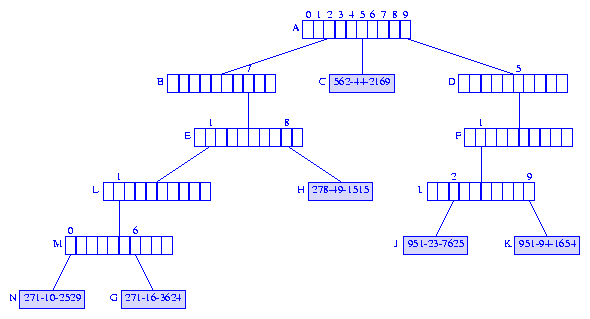 0 1 2 3 4 5 6 7 8 9
A
7 5
B C 562-44-2169 D
1 8 1
E F
1 2 9
L H 278-49-1515 I
0 6
M J 951-23-7625 K 951-94-1654
N 271-10-2529 G 271-16-3624